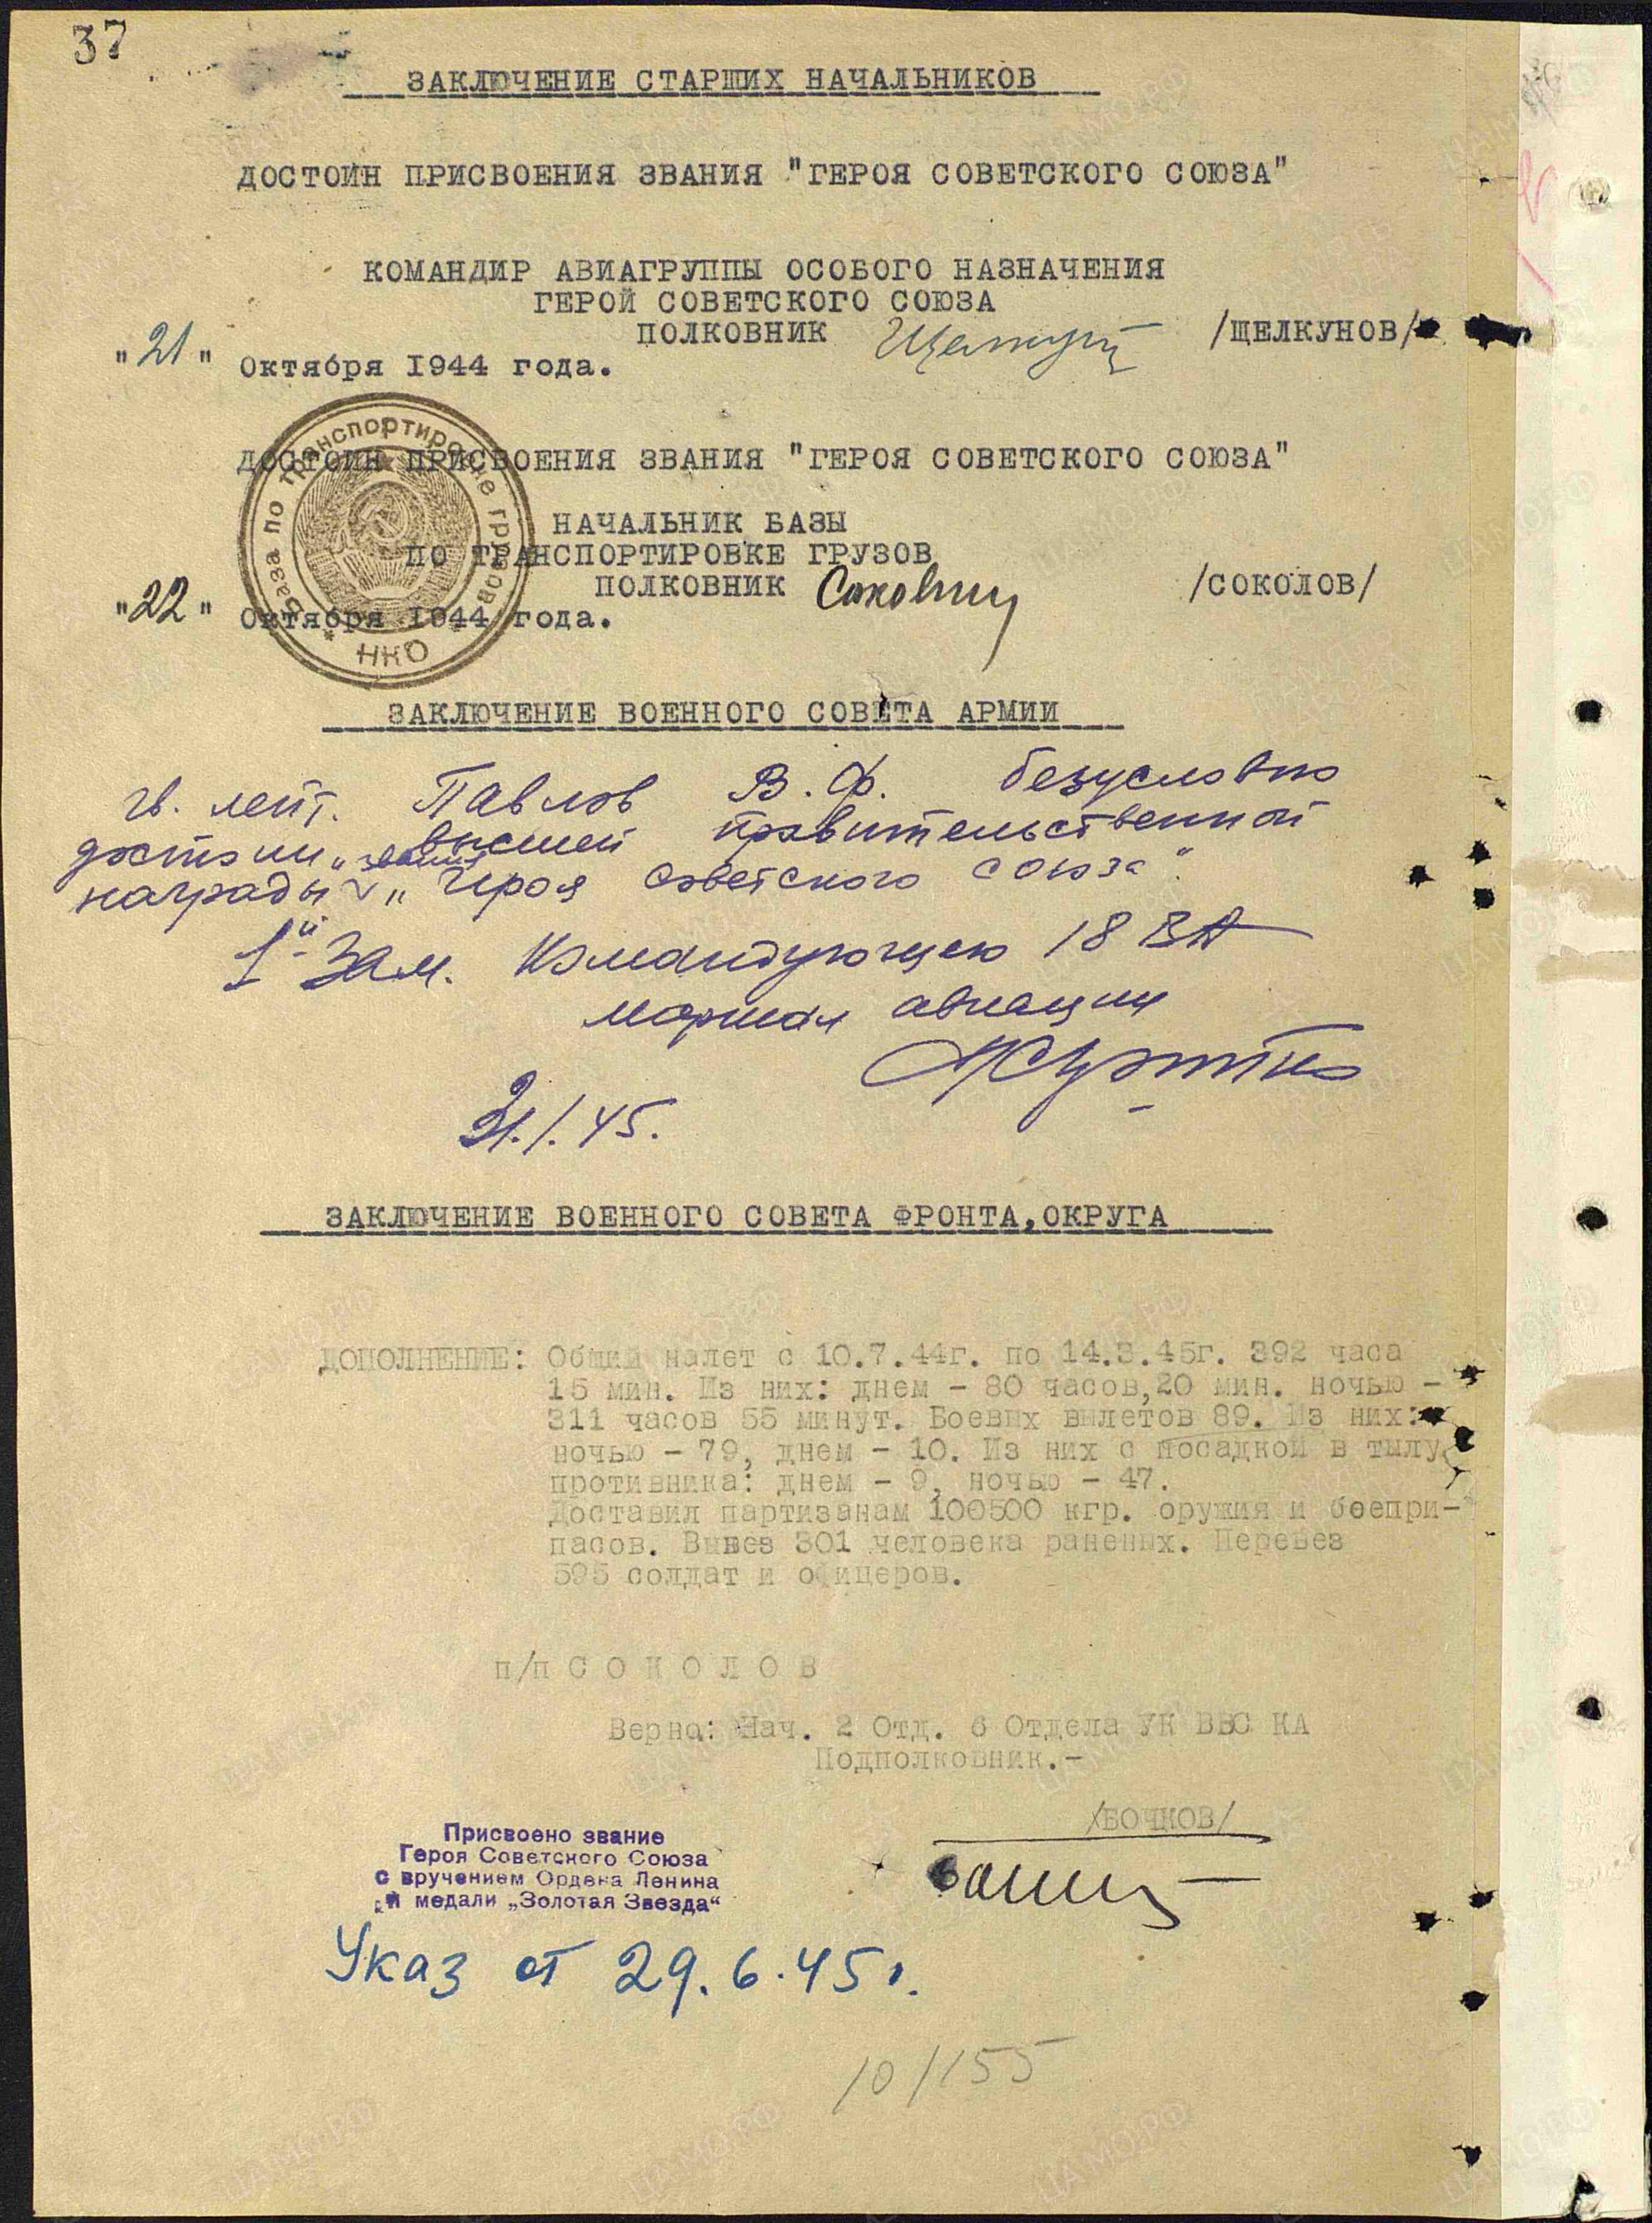 37
ЗАКЛЮЧЕНИЕ СТАРШИХ НАЧАЛЬНИКОВ
ДОСТОИН ПРИСВОЕНИЯ ЗВАНИЯ "ГЕРОЯ СОВЕТСКОГО СОЮЗА"
КОМАНДИР АВИАГРУППЫ ОСОБОГО НАЗНАЧЕНИЯ
ГЕРОЙ СОВЕТСКОГО СОЮЗА
ПОЛКОВНИК /ЩЕЛКУНОВ/
"21" Октября 1944 года.
База по транспортировке грузов
НКО
ДОСТОИН ПРИСВОЕНИЯ ЗВАНИЯ "ГЕРОЯ СОВЕТСКОГО СОЮЗА"
НАЧАЛЬНИК БАЗЫ
ПО ТРАНСПОРТИРОВКЕ ГРУЗОВ
ПОЛКОВНИК /СОКОЛОВ/
"22" Октября 1944 года.
ЗАКЛЮЧЕНИЕ ВОЕННОГО СОВЕТА АРМИИ
гв. лейт. Павлов В.Ф. безусловно
достоин высшей правительственной
награды звания „Героя Советского Союза".
1й Зам. Командующего 18 ВА
маршал авиации
21.1.45.
ЗАКЛЮЧЕНИЕ ВОЕННОГО СОВЕТА ФРОНТА, ОКРУГА
ДОПОЛНЕНИЕ: Общий налет с 10.7.44г. по 14.3.45г. 392 часа
15 мин. Из них: днем - 80 часов,20 мин. ночью -
311 часов 55 минут. Боевых вылетов 89. Из них:
ночью - 79, днем - 10. Из них с посадкой в тылу
противника: днем - 9, ночью - 47.
Доставил партизанам 100500 кгр. оружия и боепри-
пасов. Вывез 301 человека раненых. Перевез
595 солдат и офицеров.
п/п С О К О Л О В
Верно: Нач. 2 Отд. 6 Отдела УК ВВС КА
Подполковник.-
/БОЧКОВ/
Присвоено звание
Героя Советского Союза
с вручением Ордена Ленина
и медали „Золотая Звезда“
Указ от 29.6.45г.
10/155
ЦАМО.РФ